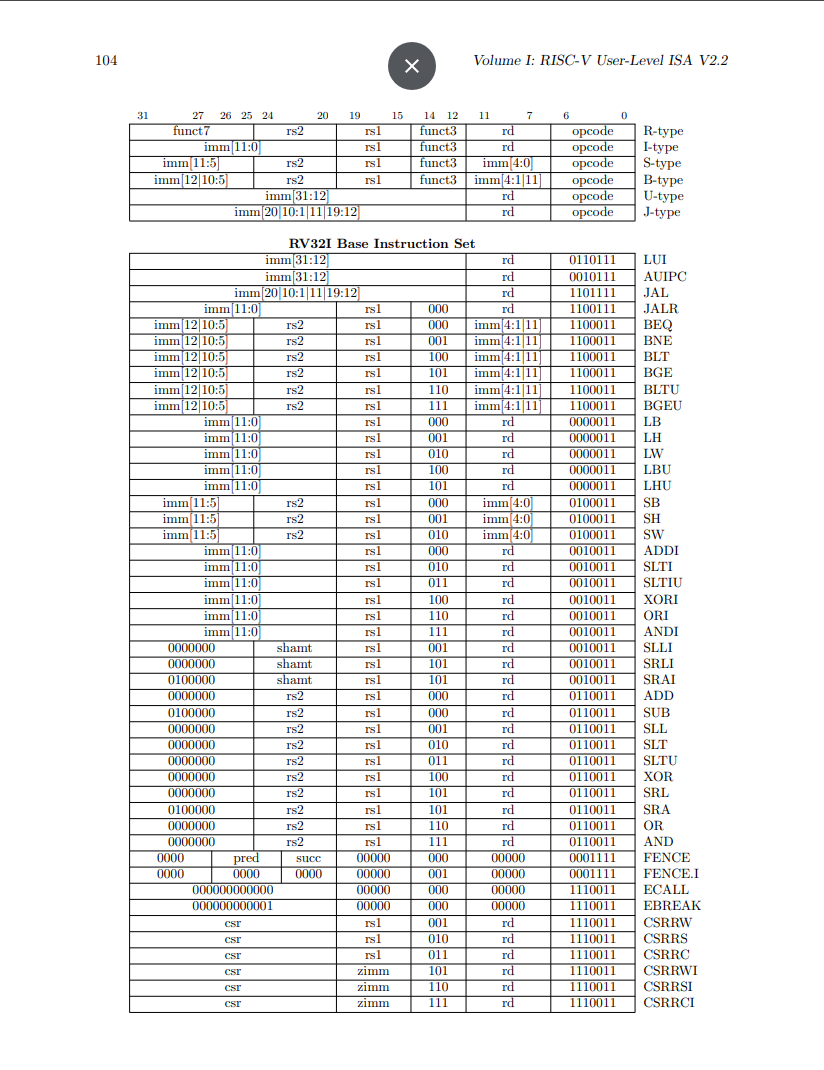 104 Volume I: RISC-V User-Level ISA V2.2
31 27 26 25 24 20 19 15 14 12 11 7 6 0
funct7 rs2 rs1 funct3 rd opcode R-type
imm[11:0] rs1 funct3 rd opcode I-type
imm[11:5] rs2 rs1 funct3 imm[4:0] opcode S-type
imm[12|10:5] rs2 rs1 funct3 imm[4:1|11] opcode B-type
imm[31:12] rd opcode U-type
imm[20|10:1|11|19:12] rd opcode J-type
RV32I Base Instruction Set
imm[31:12] rd 0110111 LUI
imm[31:12] rd 0010111 AUIPC
imm[20|10:1|11|19:12] rd 1101111 JAL
imm[11:0] rs1 000 rd 1100111 JALR
imm[12|10:5] rs2 rs1 000 imm[4:1|11] 1100011 BEQ
imm[12|10:5] rs2 rs1 001 imm[4:1|11] 1100011 BNE
imm[12|10:5] rs2 rs1 100 imm[4:1|11] 1100011 BLT
imm[12|10:5] rs2 rs1 101 imm[4:1|11] 1100011 BGE
imm[12|10:5] rs2 rs1 110 imm[4:1|11] 1100011 BLTU
imm[12|10:5] rs2 rs1 111 imm[4:1|11] 1100011 BGEU
imm[11:0] rs1 000 rd 0000011 LB
imm[11:0] rs1 001 rd 0000011 LH
imm[11:0] rs1 010 rd 0000011 LW
imm[11:0] rs1 100 rd 0000011 LBU
imm[11:0] rs1 101 rd 0000011 LHU
imm[11:5] rs2 rs1 000 imm[4:0] 0100011 SB
imm[11:5] rs2 rs1 001 imm[4:0] 0100011 SH
imm[11:5] rs2 rs1 010 imm[4:0] 0100011 SW
imm[11:0] rs1 000 rd 0010011 ADDI
imm[11:0] rs1 010 rd 0010011 SLTI
imm[11:0] rs1 011 rd 0010011 SLTIU
imm[11:0] rs1 100 rd 0010011 XORI
imm[11:0] rs1 110 rd 0010011 ORI
imm[11:0] rs1 111 rd 0010011 ANDI
0000000 shamt rs1 001 rd 0010011 SLLI
0000000 shamt rs1 101 rd 0010011 SRLI
0100000 shamt rs1 101 rd 0010011 SRAI
0000000 rs2 rs1 000 rd 0110011 ADD
0100000 rs2 rs1 000 rd 0110011 SUB
0000000 rs2 rs1 001 rd 0110011 SLL
0000000 rs2 rs1 010 rd 0110011 SLT
0000000 rs2 rs1 011 rd 0110011 SLTU
0000000 rs2 rs1 100 rd 0110011 XOR
0000000 rs2 rs1 101 rd 0110011 SRL
0100000 rs2 rs1 101 rd 0110011 SRA
0000000 rs2 rs1 110 rd 0110011 OR
0000000 rs2 rs1 111 rd 0110011 AND
0000 pred succ 00000 000 00000 0001111 FENCE
0000 0000 0000 00000 001 00000 0001111 FENCE.I
000000000000 00000 000 00000 1110011 ECALL
000000000001 00000 000 00000 1110011 EBREAK
csr rs1 001 rd 1110011 CSRRW
csr rs1 010 rd 1110011 CSRRS
csr rs1 011 rd 1110011 CSRRC
csr zimm 101 rd 1110011 CSRRWI
csr zimm 110 rd 1110011 CSRRSI
csr zimm 111 rd 1110011 CSRRCI